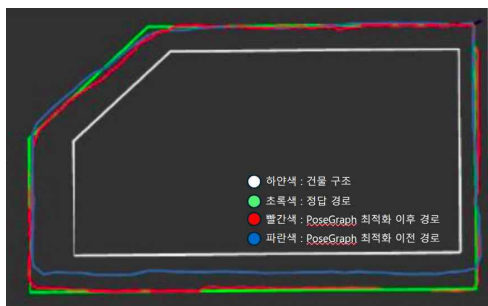 하얀색 : 건물 구조
초록색 : 정답 경로
빨간색 : PoseGraph 최적화 이후 경로
파란색 : PoseGraph 최적화 이전 경로